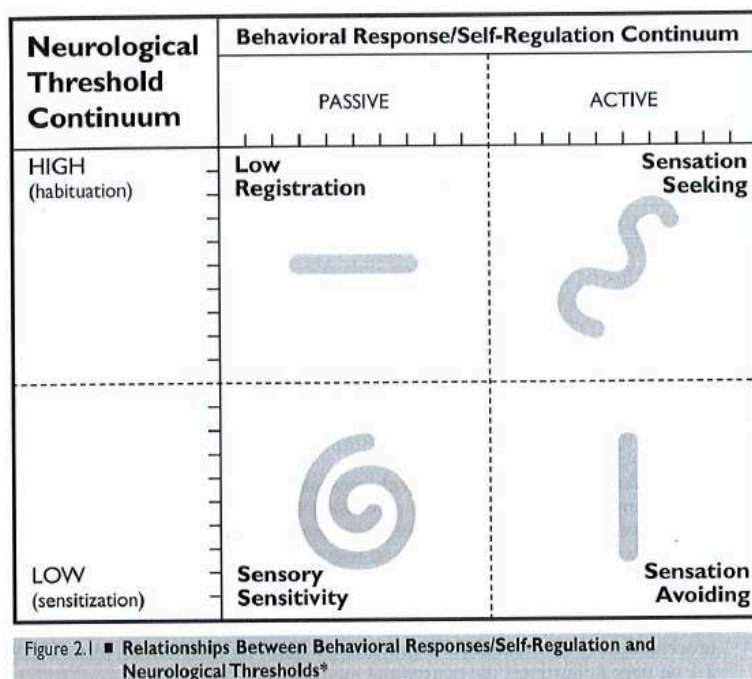 Neurological
Threshold
Continuum
Behavioral Response/Self-Regulation Continuum
PASSIVE
ACTIVE
HIGH
(habituation)
Low
Registration
Sensation
Seeking
LOW
(sensitization)
Sensory
Sensitivity
Sensation
Avoiding
Figure 2.1 ■ Relationships Between Behavioral Responses/Self-Regulation and
Neurological Thresholds*